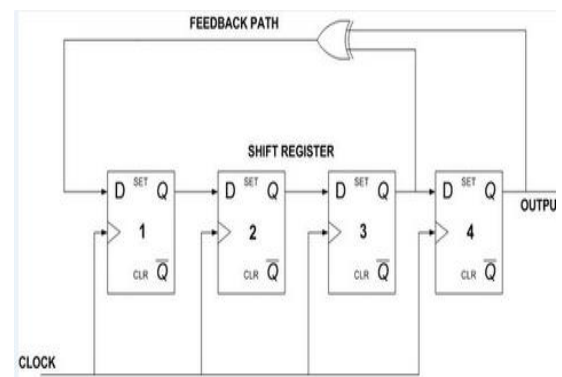 FEEDBACK PATH
SHIFT REGISTER
D SET Q
1
CLR Q̅
D SET Q
2
CLR Q̅
D SET Q
3
CLR Q̅
D SET Q
4
CLR Q̅
OUTPU
CLOCK